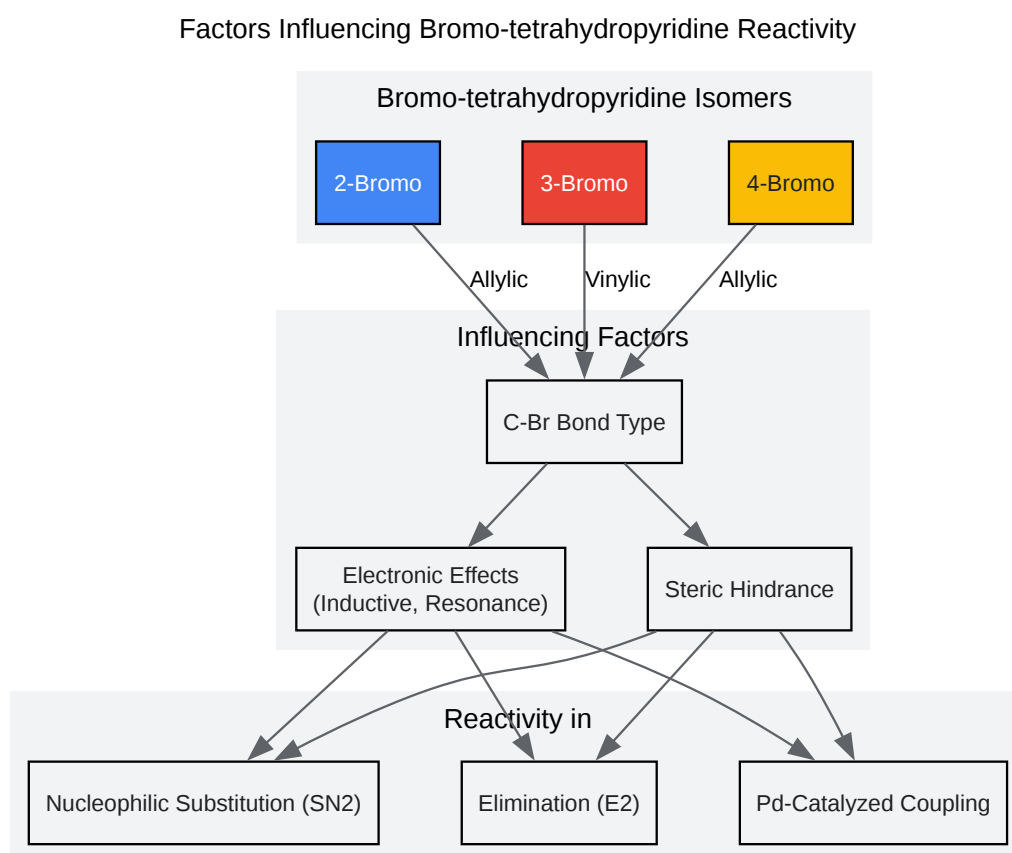 Factors Influencing Bromo-tetrahydropyridine Reactivity
Bromo-tetrahydropyridine Isomers
2-Bromo
3-Bromo
4-Bromo
Allylic
Vinylic
Allylic
Influencing Factors
C-Br Bond Type
Electronic Effects
(Inductive, Resonance)
Steric Hindrance
Reactivity in
Nucleophilic Substitution (SN2)
Elimination (E2)
Pd-Catalyzed Coupling